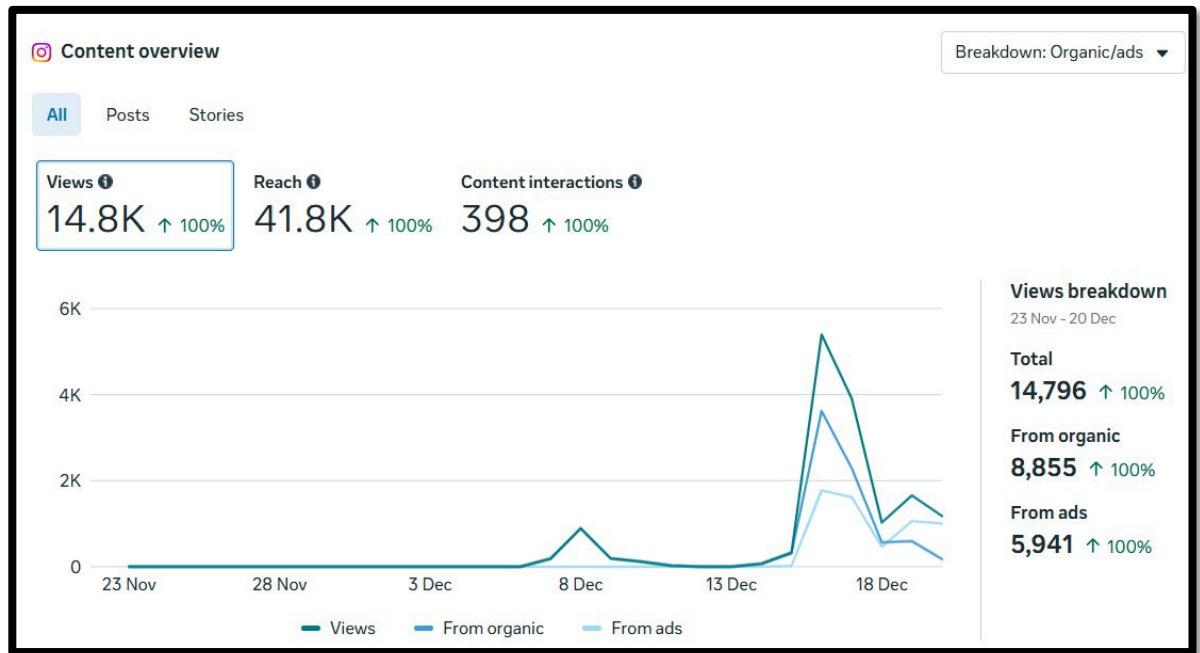 Content overview
Breakdown: Organic/ads
All Posts Stories
Views Reach Content interactions
14.8K ↑ 100% 41.8K ↑ 100% 398 ↑ 100%
Views breakdown
23 Nov - 20 Dec
Total
14,796 ↑ 100%
From organic
8,855 ↑ 100%
From ads
5,941 ↑ 100%
6K
4K
2K
0
23 Nov 28 Nov 3 Dec 8 Dec 13 Dec 18 Dec
Views From organic From ads